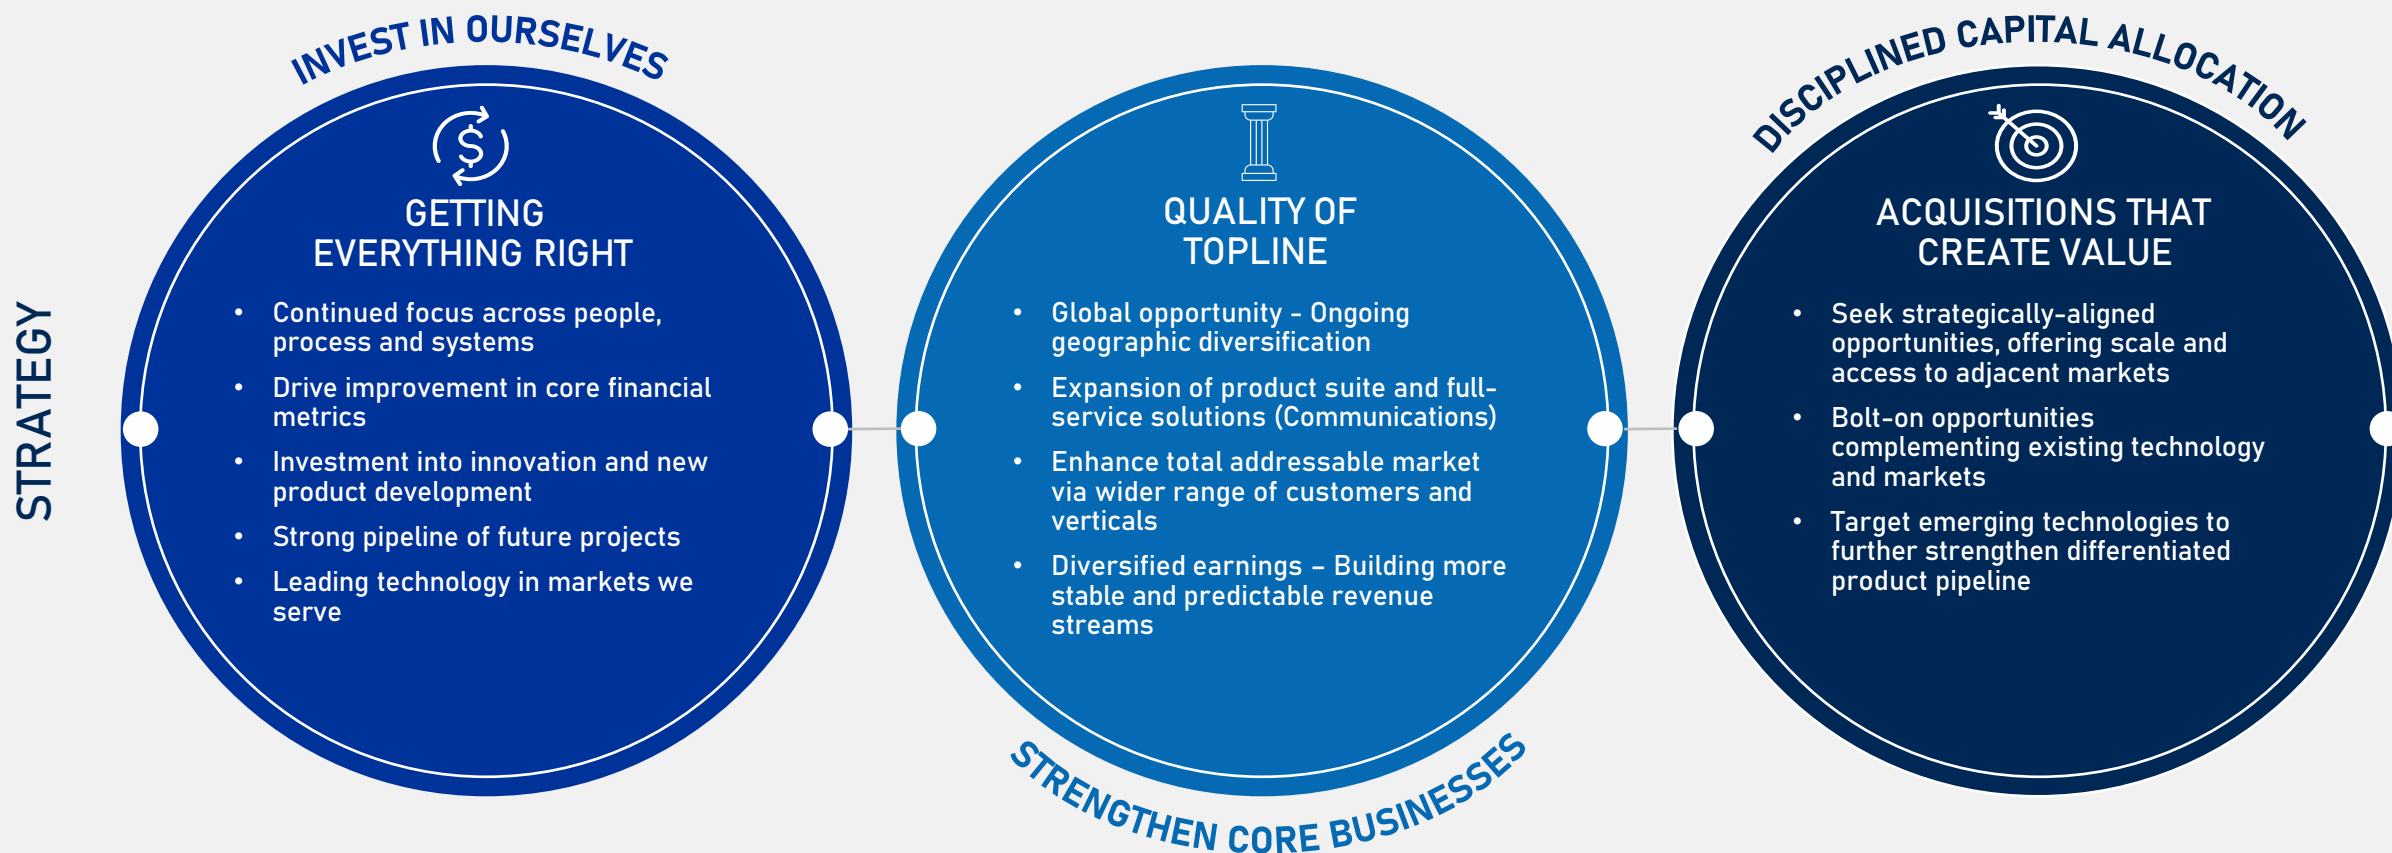 STRATEGY
INVEST IN OURSELVES
GETTING
EVERYTHING RIGHT
• Continued focus across people,
process and systems
• Drive improvement in core financial
metrics
• Investment into innovation and new
product development
• Strong pipeline of future projects
• Leading technology in markets we
serve
QUALITY OF
TOPLINE
• Global opportunity - Ongoing
geographic diversification
• Expansion of product suite and full-
service solutions (Communications)
• Enhance total addressable market
via wider range of customers and
verticals
• Diversified earnings – Building more
stable and predictable revenue
streams
STRENGTHEN CORE BUSINESSES
DISCIPLINED CAPITAL ALLOCATION
ACQUISITIONS THAT
CREATE VALUE
• Seek strategically-aligned
opportunities, offering scale and
access to adjacent markets
• Bolt-on opportunities
complementing existing technology
and markets
• Target emerging technologies to
further strengthen differentiated
product pipeline